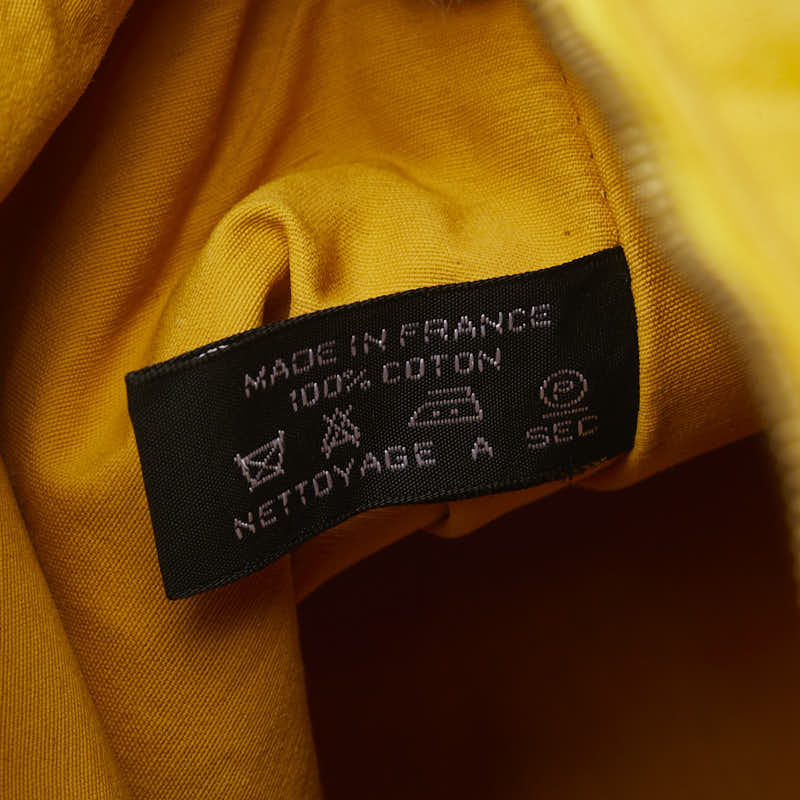 MADE IN FRANCE
100% COTON
P
NETTOYAGE A SEC